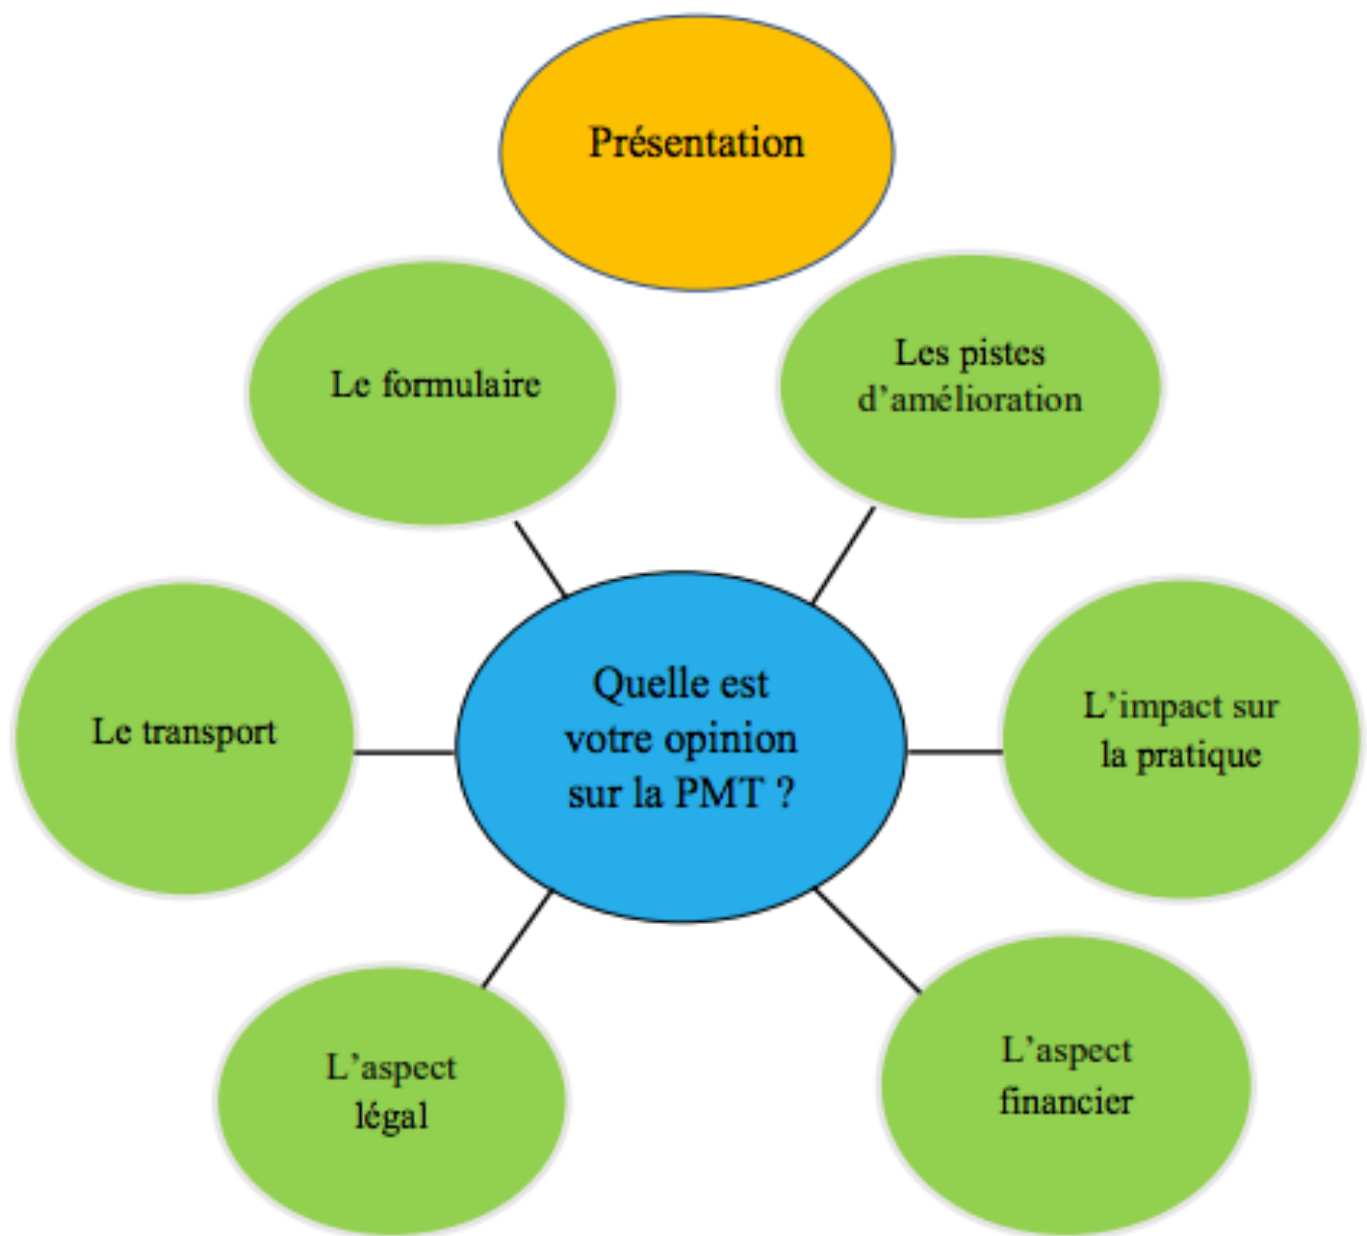 Présentation
Le formulaire
Les pistes
d’amélioration
Quelle est
votre opinion
sur la PMT ?
Le transport
L’impact sur
la pratique
L’aspect
légal
L’aspect
financier